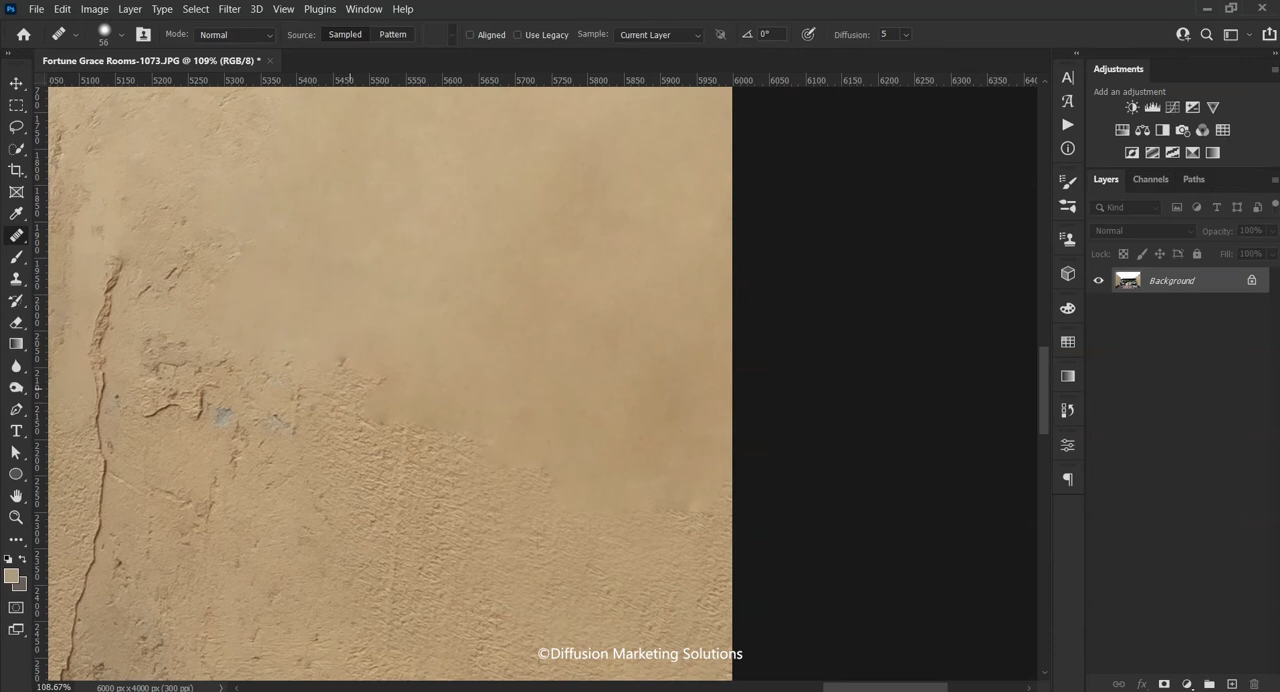 File Edit Image Layer Type Select Filter 3D View Plugins Window Help
56 Mode: Normal Source: Sampled Pattern Aligned Use Legacy Sample: Current Layer 0° Diffusion: 5
Fortune Grace Rooms-1073.JPG @ 109% (RGB/8) * ×
050 5100 5150 5200 5250 5300 5350 5400 5450 5500 5550 5600 5650 5700 5750 5800 5850 5900 5950 6000 6050 6100 6150 6200 6250 6300 6350
Adjustments
Add an adjustment
Layers Channels Paths
Kind
Normal Opacity: 100%
Lock: Fill: 100%
Background
©Diffusion Marketing Solutions
108.67% 6000 px x 4000 px (300 ppi)